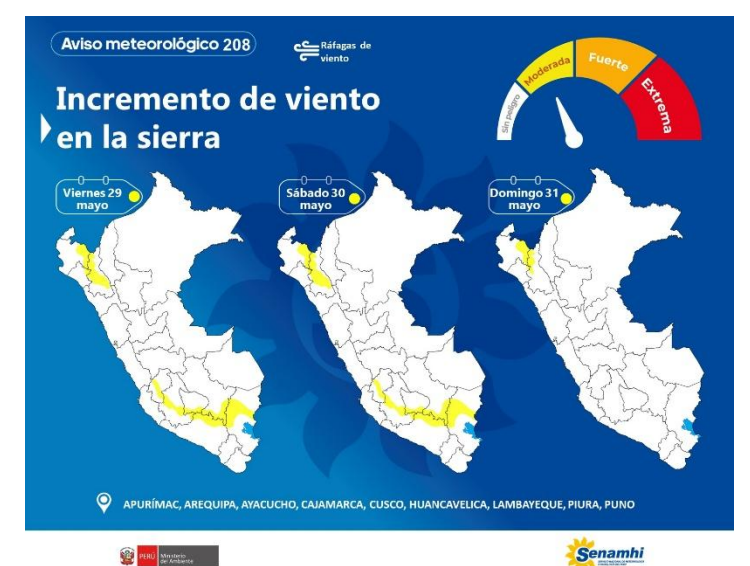 Aviso meteorológico 208
Ráfagas de
viento
Incremento de viento
en la sierra
Sin peligro
Moderada
Fuerte
Extrema
Viernes 29
mayo
Sábado 30
mayo
Domingo 31
mayo
APURÍMAC, AREQUIPA, AYACUCHO, CAJAMARCA, CUSCO, HUANCAVELICA, LAMBAYEQUE, PIURA, PUNO
PERÚ
Ministerio
del Ambiente
Senamhi